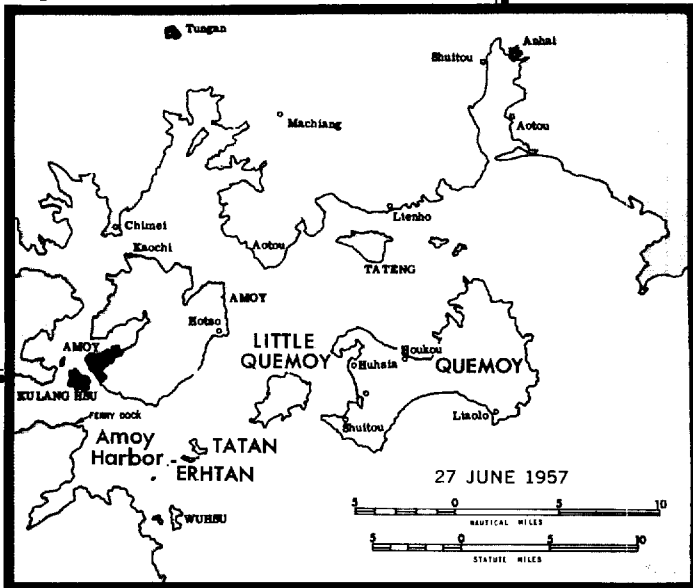 Tungan
Anhai
Shuitou
Machiang
Aotou
Chimei
Lienho
Aotou
Kaochi
TATENG
AMOY
Hotso
AMOY
LITTLE
QUEMOY
Houkou
Huhsia
QUEMOY
KULANG HSU
FERRY DOCK
Shuitou
Liaolo
Amoy
Harbor
TATAN
ERHTAN
WUHSU
27 JUNE 1957
5 0 5 10
NAUTICAL MILES
5 0 5 10
STATUTE MILES